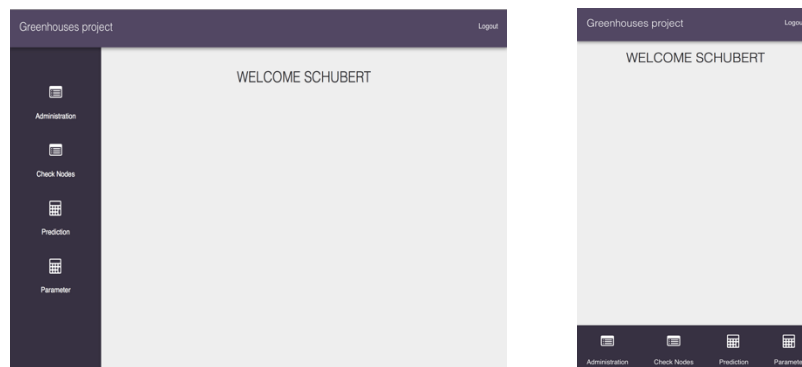 Greenhouses project
Logout
WELCOME SCHUBERT
Administration
Check Nodes
Prediction
Parameter
Greenhouses project
Logou
WELCOME SCHUBERT
Administration
Check Nodes
Prediction
Paramete